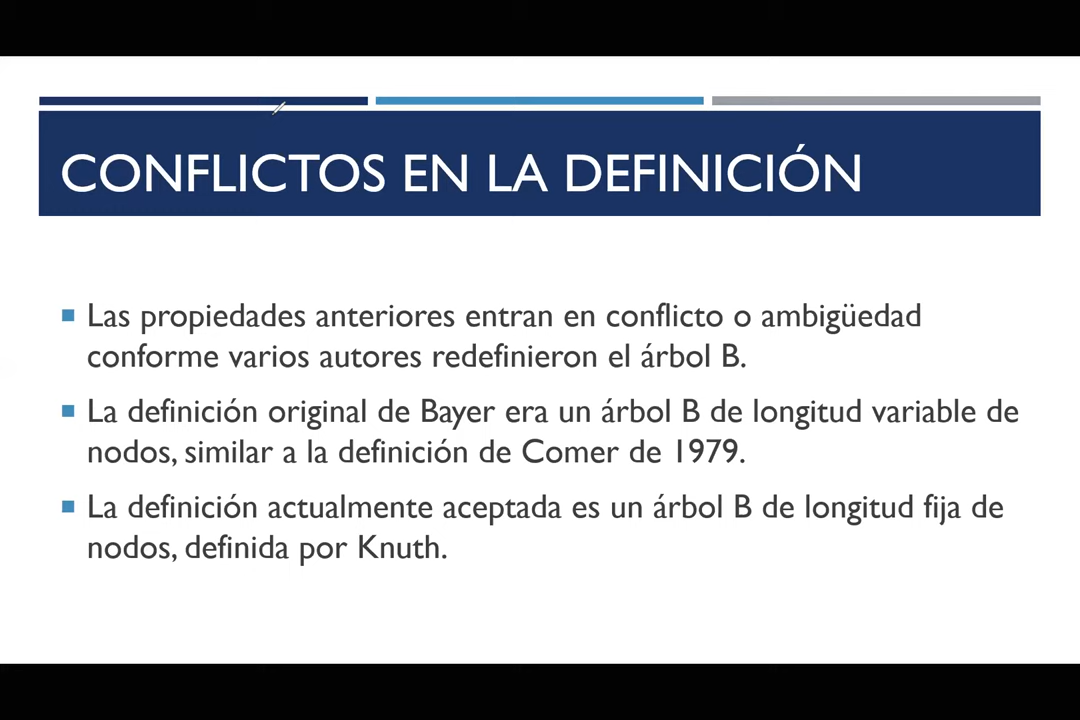 CONFLICTOS EN LA DEFINICIÓN
Las propiedades anteriores entran en conflicto o ambigüedad
conforme varios autores redefinieron el árbol B.
La definición original de Bayer era un árbol B de longitud variable de
nodos, similar a la definición de Comer de 1979.
La definición actualmente aceptada es un árbol B de longitud fija de
nodos, definida por Knuth.